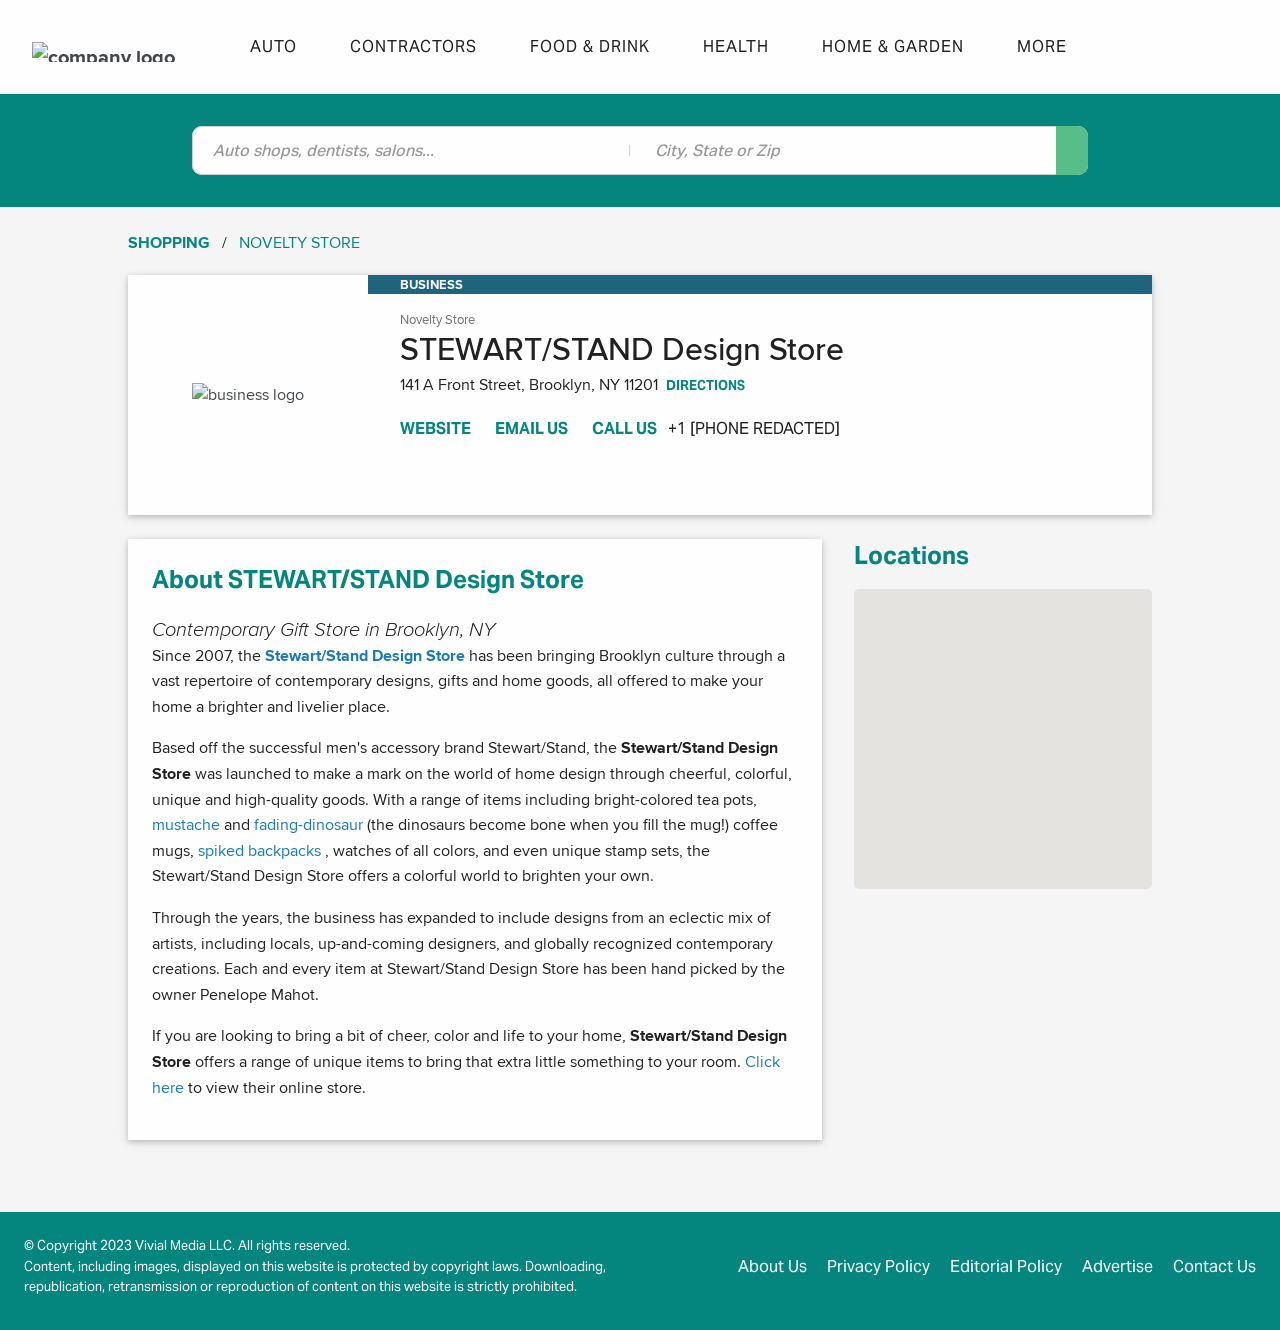 company logo
AUTO
CONTRACTORS
FOOD & DRINK
HEALTH
HOME & GARDEN
MORE
Auto shops, dentists, salons...
City, State or Zip
SHOPPING / NOVELTY STORE
BUSINESS
business logo
Novelty Store
STEWART/STAND Design Store
141 A Front Street, Brooklyn, NY 11201 DIRECTIONS
WEBSITE EMAIL US CALL US +1 [PHONE REDACTED]
About STEWART/STAND Design Store
Contemporary Gift Store in Brooklyn, NY
Since 2007, the Stewart/Stand Design Store has been bringing Brooklyn culture through a
vast repertoire of contemporary designs, gifts and home goods, all offered to make your
home a brighter and livelier place.
Based off the successful men's accessory brand Stewart/Stand, the Stewart/Stand Design
Store was launched to make a mark on the world of home design through cheerful, colorful,
unique and high-quality goods. With a range of items including bright-colored tea pots,
mustache and fading-dinosaur (the dinosaurs become bone when you fill the mug!) coffee
mugs, spiked backpacks , watches of all colors, and even unique stamp sets, the
Stewart/Stand Design Store offers a colorful world to brighten your own.
Through the years, the business has expanded to include designs from an eclectic mix of
artists, including locals, up-and-coming designers, and globally recognized contemporary
creations. Each and every item at Stewart/Stand Design Store has been hand picked by the
owner Penelope Mahot.
If you are looking to bring a bit of cheer, color and life to your home, Stewart/Stand Design
Store offers a range of unique items to bring that extra little something to your room. Click
here to view their online store.
Locations
© Copyright 2023 Vivial Media LLC. All rights reserved.
Content, including images, displayed on this website is protected by copyright laws. Downloading,
republication, retransmission or reproduction of content on this website is strictly prohibited.
About Us
Privacy Policy
Editorial Policy
Advertise
Contact Us